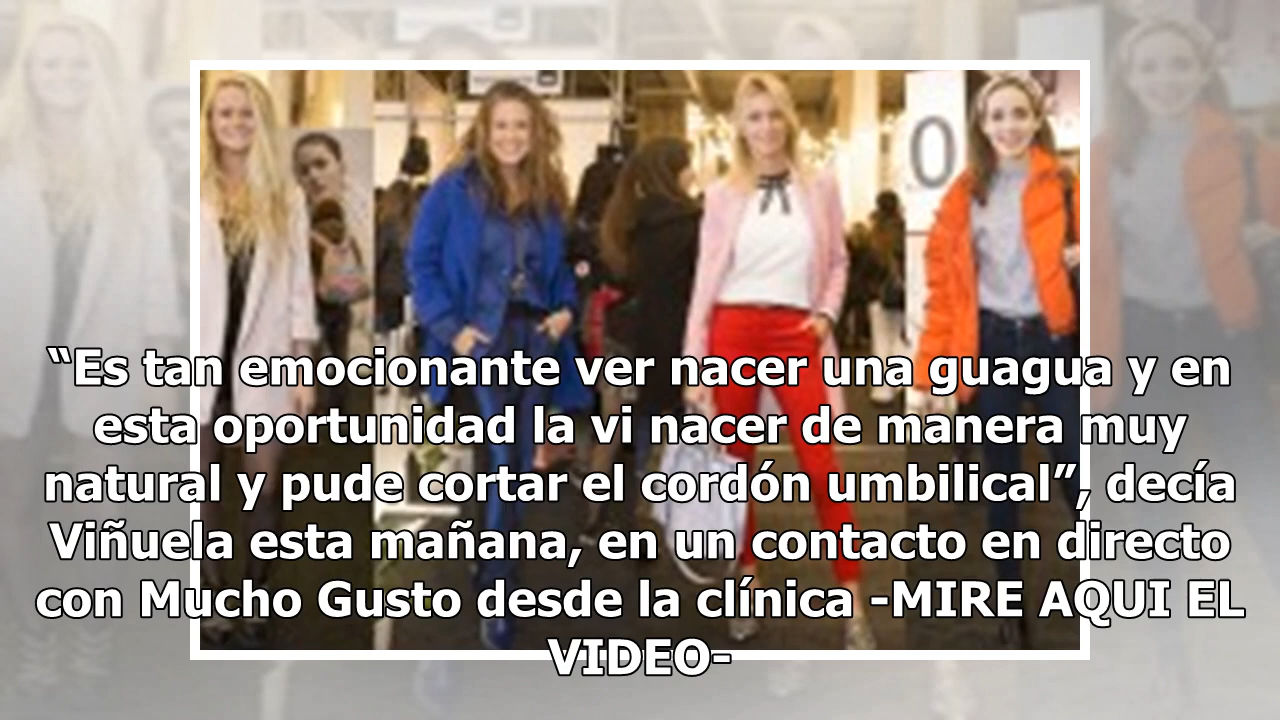 0
“Es tan emocionante ver nacer una guagua y en
esta oportunidad la vi nacer de manera muy
natural y pude cortar el cordón umbilical”, decía
Viñuela esta mañana, en un contacto en directo
con Mucho Gusto desde la clínica -MIRE AQUI EL
VIDEO-